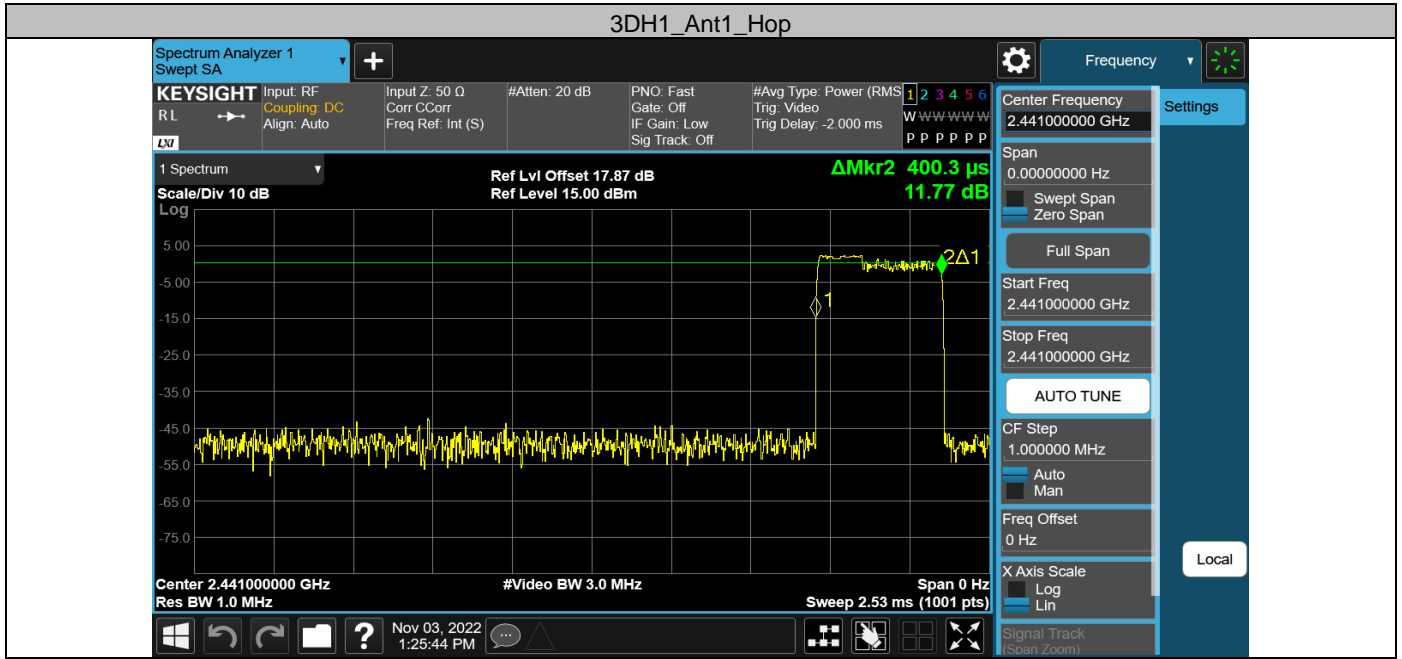 3DH1_Ant1_Hop
Spectrum Analyzer 1
Swept SA
Frequency
KEYSIGHT
RL
LXI
Input: RF
Coupling: DC
Align: Auto
Input Z: 50 Ω
Corr CCorr
Freq Ref: Int (S)
#Atten: 20 dB
PNO: Fast
Gate: Off
IF Gain: Low
Sig Track: Off
#Avg Type: Power (RMS
Trig: Video
Trig Delay: -2.000 ms
1 2 3 4 5 6
W W W W W W
P P P P P P
1 Spectrum
Scale/Div 10 dB
Ref Lvl Offset 17.87 dB
Ref Level 15.00 dBm
ΔMkr2 400.3 µs
11.77 dB
Log
5.00
-5.00
-15.0
-25.0
-35.0
-45.0
-55.0
-65.0
-75.0
2Δ1
1
Center 2.441000000 GHz
#Video BW 3.0 MHz
Span 0 Hz
Res BW 1.0 MHz
Sweep 2.53 ms (1001 pts)
Nov 03, 2022
1:25:44 PM
Center Frequency
2.441000000 GHz
Span
0.00000000 Hz
Swept Span
Zero Span
Full Span
Start Freq
2.441000000 GHz
Stop Freq
2.441000000 GHz
AUTO TUNE
CF Step
1.000000 MHz
Auto
Man
Freq Offset
0 Hz
X Axis Scale
Log
Lin
Signal Track
(Span Zoom)
Settings
Local